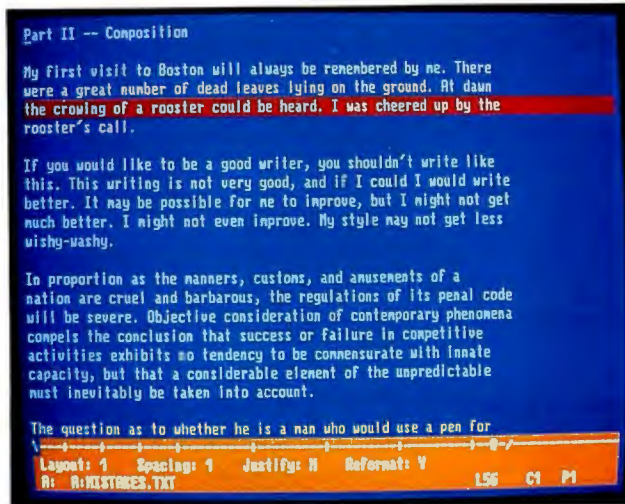 Part II -- Composition
My first visit to Boston will always be remembered by me. There
were a great number of dead leaves lying on the ground. At dawn
the crowing of a rooster could be heard. I was cheered up by the
rooster's call.
If you would like to be a good writer, you shouldn't write like
this. This writing is not very good, and if I could I would write
better. It may be possible for me to improve, but I might not get
much better. I might not even improve. My style may not get less
wishy-washy.
In proportion as the manners, customs, and amusements of a
nation are cruel and barbarous, the regulations of its penal code
will be severe. Objective consideration of contemporary phenomena
compels the conclusion that success or failure in competitive
activities exhibits no tendency to be commensurate with innate
capacity, but that a considerable element of the unpredictable
must inevitably be taken into account.
The question as to whether he is a man who would use a pen for
Layout: 1 Spacing: 1 Justify: N Reformat: Y
A: A:MISTAKES.TXT L56 C1 P1